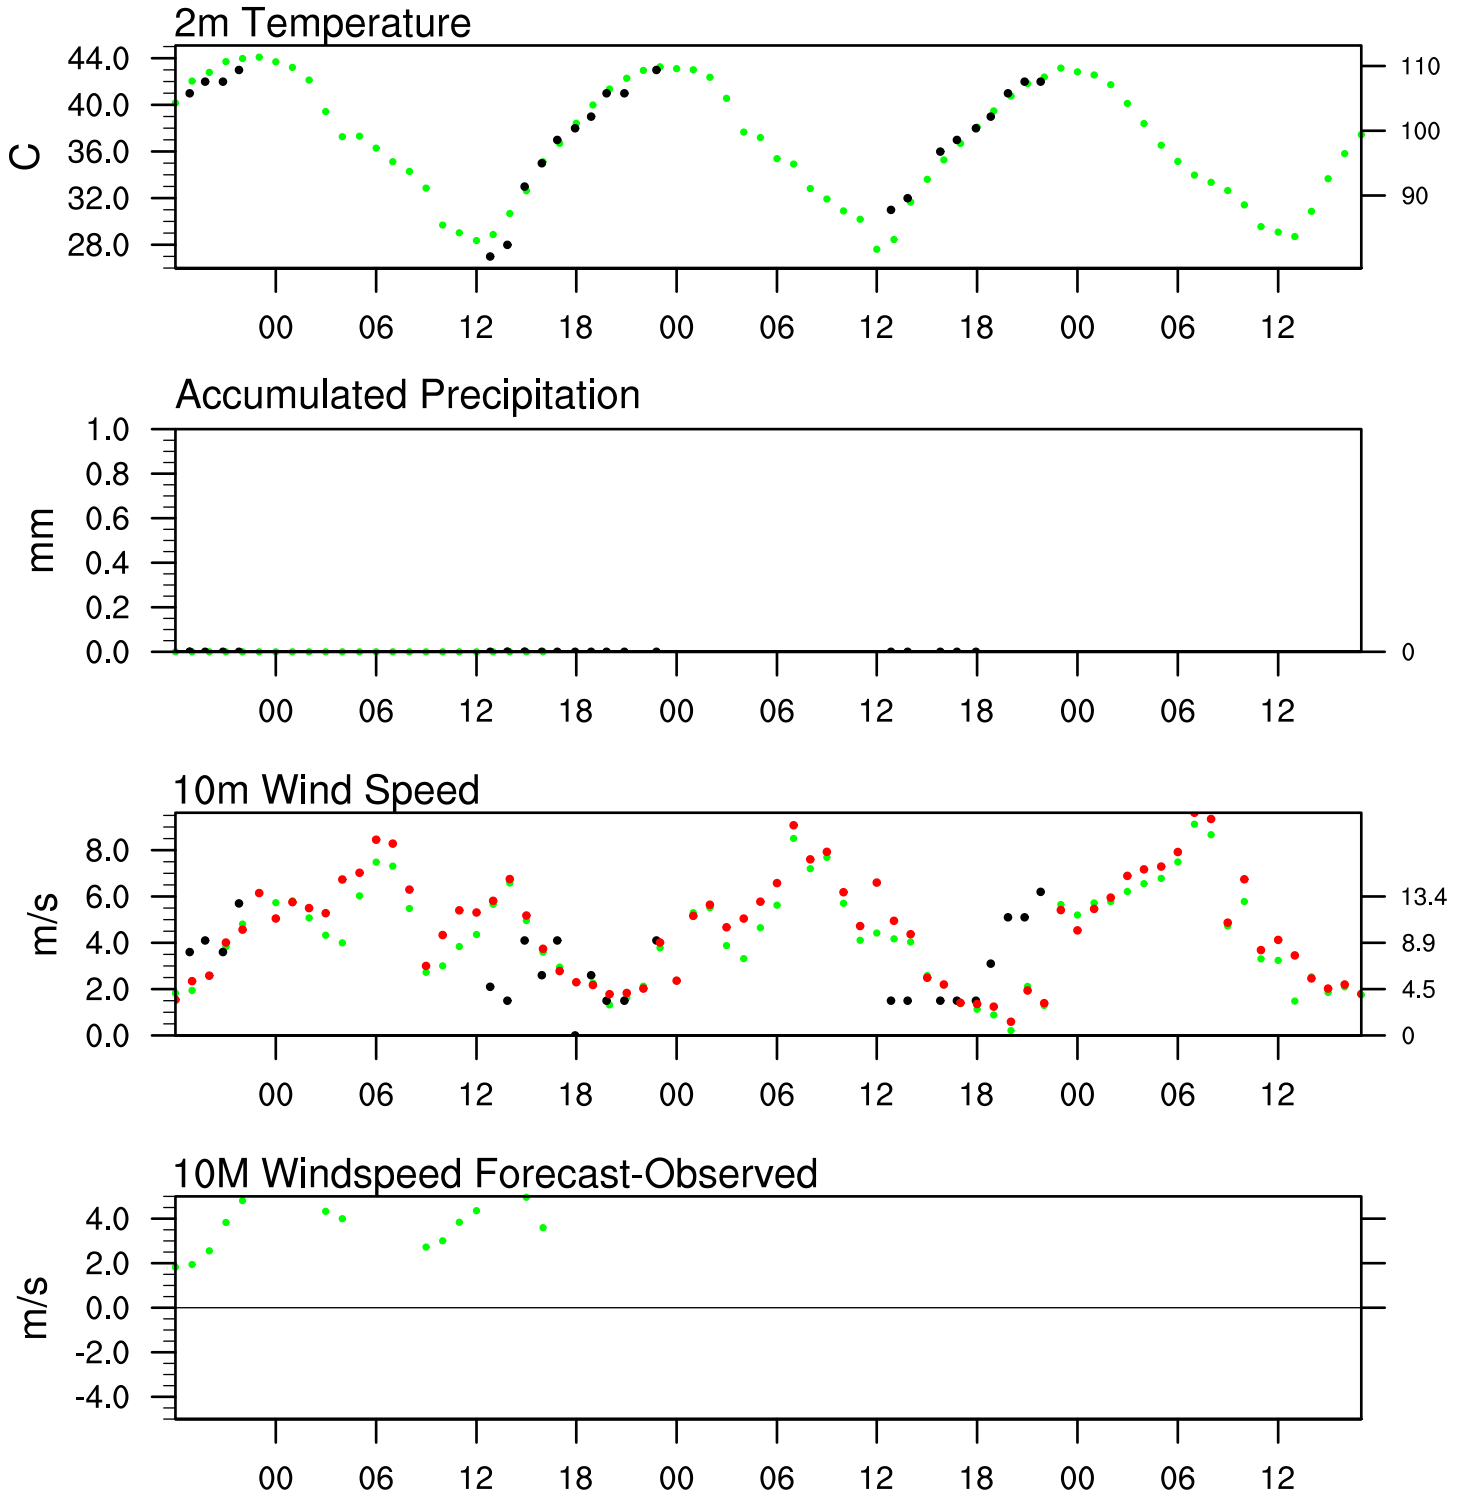 2m Temperature
44.0
40.0
36.0
32.0
28.0
C
110
100
90
00 06 12 18 00 06 12 18 00 06 12
Accumulated Precipitation
1.0
0.8
0.6
0.4
0.2
0.0
mm
0
00 06 12 18 00 06 12 18 00 06 12
10m Wind Speed
8.0
6.0
4.0
2.0
0.0
m/s
13.4
8.9
4.5
0
00 06 12 18 00 06 12 18 00 06 12
10M Windspeed Forecast-Observed
4.0
2.0
0.0
-2.0
-4.0
m/s
00 06 12 18 00 06 12 18 00 06 12